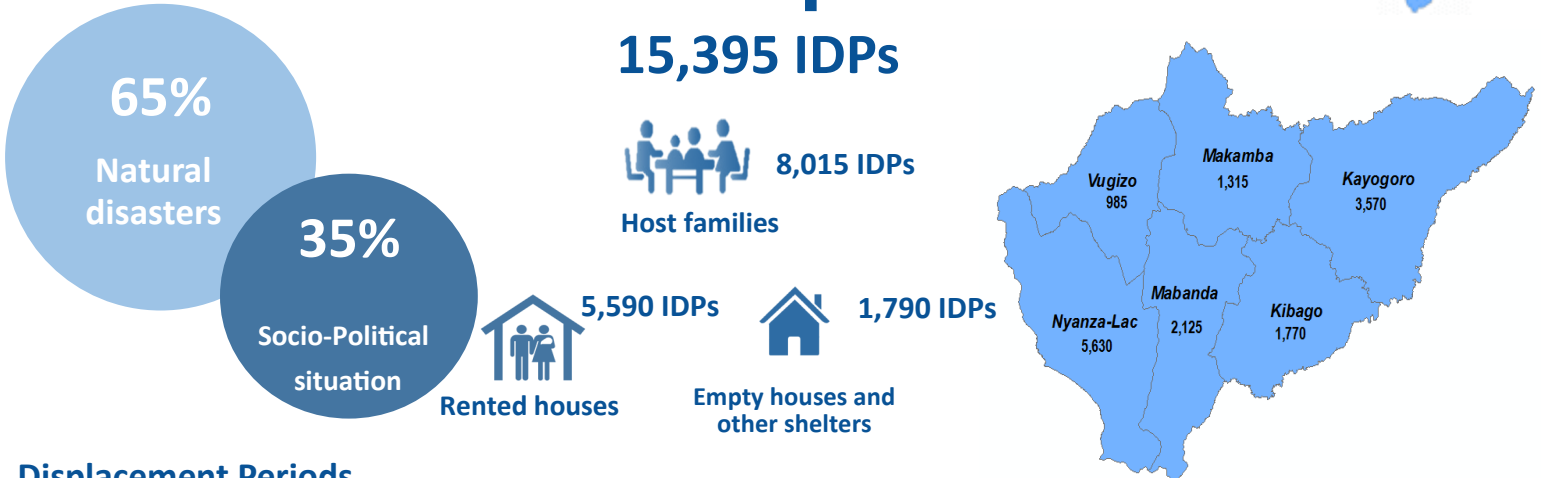 65%
Natural
disasters
35%
Socio-Political
situation
15,395 IDPs
8,015 IDPs
Host families
5,590 IDPs
Rented houses
1,790 IDPs
Empty houses and
other shelters
Makamba
1,315
Vugizo
985
Kayogoro
3,570
Mabanda
2,125
Kibago
1,770
Nyanza-Lac
5,630
Displacement Periods